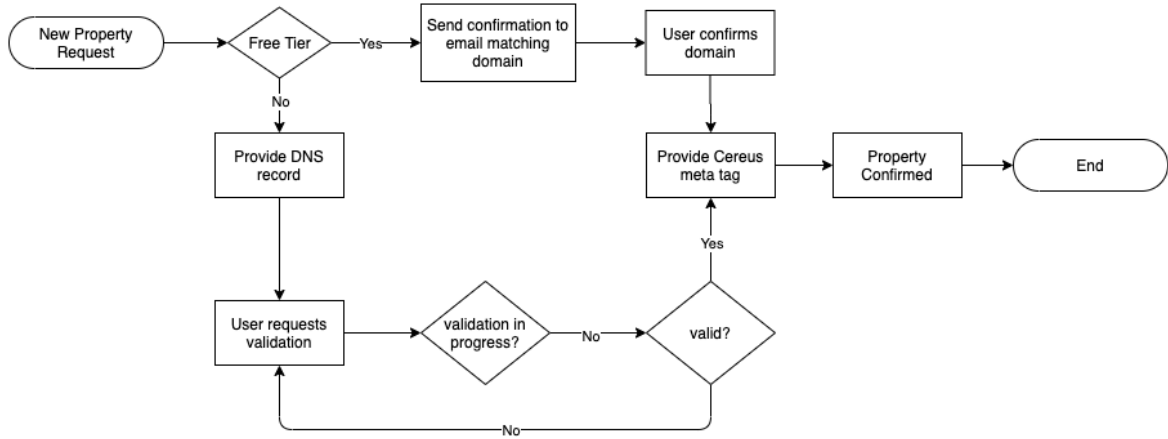 New Property
Request
Free Tier
Yes
Send confirmation to
email matching
domain
User confirms
domain
No
Provide DNS
record
Provide Cereus
meta tag
Property
Confirmed
End
Yes
User requests
validation
validation in
progress?
No
valid?
No